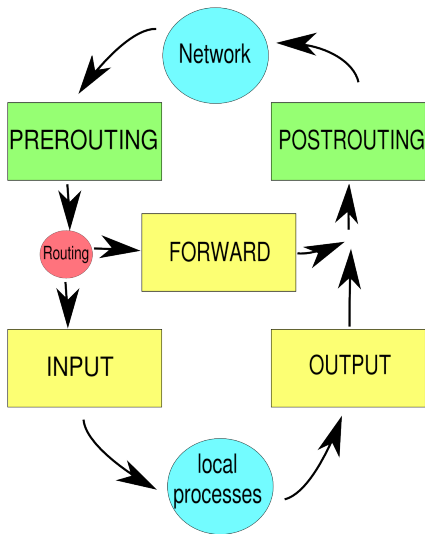 Network
PREROUTING
POSTROUTING
Routing
FORWARD
INPUT
OUTPUT
local
processes